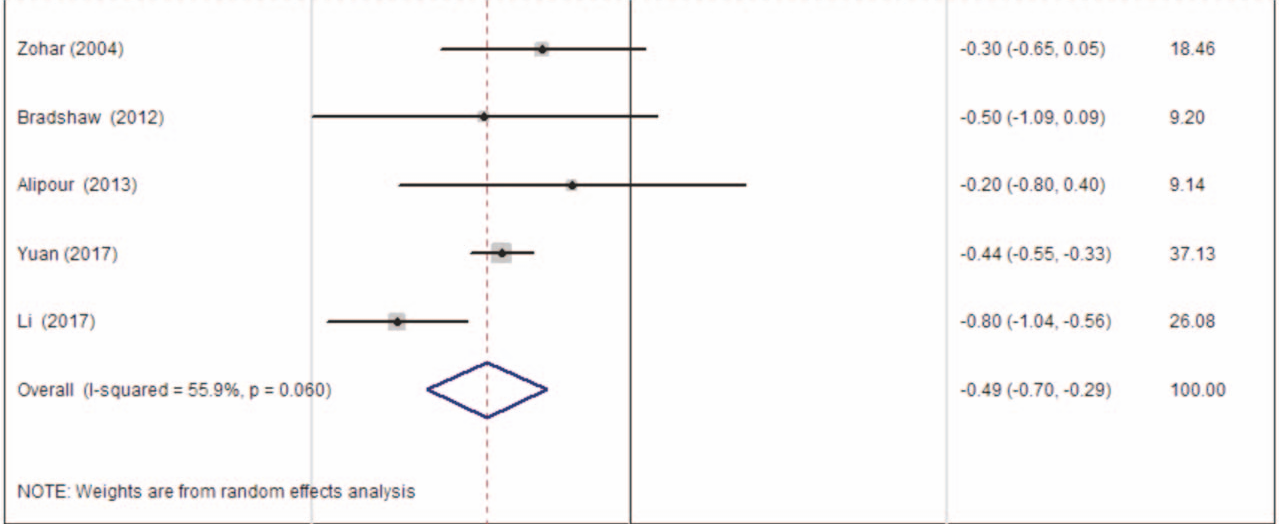 Zohar (2004) -0.30 (-0.65, 0.05) 18.46
Bradshaw (2012) -0.50 (-1.09, 0.09) 9.20
Alipour (2013) -0.20 (-0.80, 0.40) 9.14
Yuan (2017) -0.44 (-0.55, -0.33) 37.13
Li (2017) -0.80 (-1.04, -0.56) 26.08
Overall (I-squared = 55.9%, p = 0.060) -0.49 (-0.70, -0.29) 100.00
NOTE: Weights are from random effects analysis